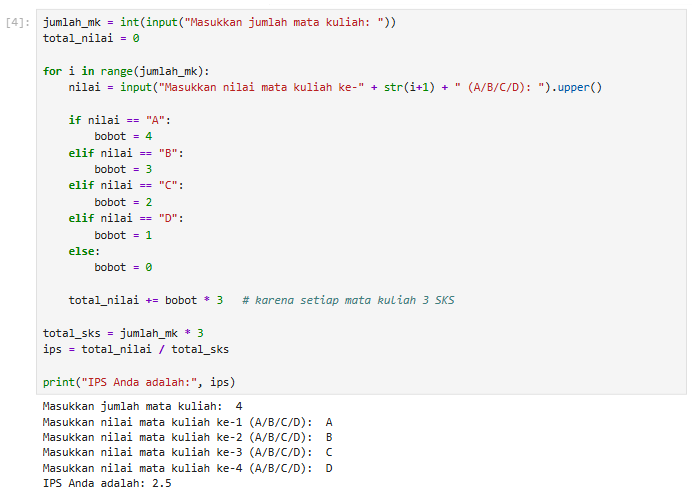 [4]: jumlah_mk = int(input("Masukkan jumlah mata kuliah: "))
total_nilai = 0
for i in range(jumlah_mk):
nilai = input("Masukkan nilai mata kuliah ke-" + str(i+1) + " (A/B/C/D): ").upper()
if nilai == "A":
bobot = 4
elif nilai == "B":
bobot = 3
elif nilai == "C":
bobot = 2
elif nilai == "D":
bobot = 1
else:
bobot = 0
total_nilai += bobot * 3 # karena setiap mata kuliah 3 SKS
total_sks = jumlah_mk * 3
ips = total_nilai / total_sks
print("IPS Anda adalah:", ips)
Masukkan jumlah mata kuliah: 4
Masukkan nilai mata kuliah ke-1 (A/B/C/D): A
Masukkan nilai mata kuliah ke-2 (A/B/C/D): B
Masukkan nilai mata kuliah ke-3 (A/B/C/D): C
Masukkan nilai mata kuliah ke-4 (A/B/C/D): D
IPS Anda adalah: 2.5